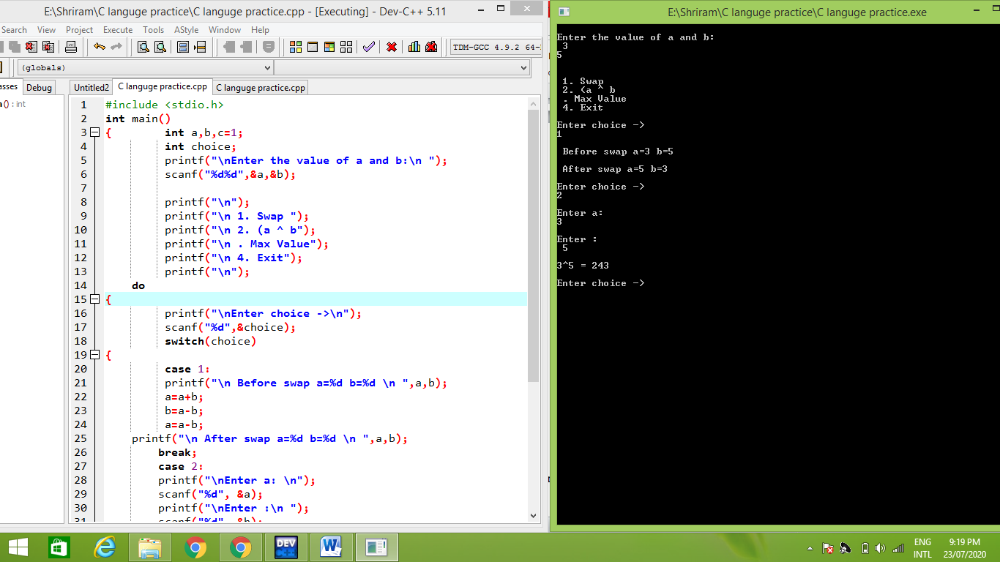 E:\Shriram\C languge practice\C languge practice.cpp - [Executing] - Dev-C++ 5.11
Search View Project Execute Tools AStyle Window Help
TDM-GCC 4.9.2 64-
(globals)
asses Debug
Untitled2 C languge practice.cpp C languge practice.cpp
n() : int
1 #include <stdio.h>
2 int main()
3 { int a,b,c=1;
4 int choice;
5 printf("\nEnter the value of a and b:\n ");
6 scanf("%d%d",&a,&b);
7
8 printf("\n");
9 printf("\n 1. Swap ");
10 printf("\n 2. (a ^ b");
11 printf("\n . Max Value");
12 printf("\n 4. Exit");
13 printf("\n");
14 do
15 {
16 printf("\nEnter choice ->\n");
17 scanf("%d",&choice);
18 switch(choice)
19 {
20 case 1:
21 printf("\n Before swap a=%d b=%d \n ",a,b);
22 a=a+b;
23 b=a-b;
24 a=a-b;
25 printf("\n After swap a=%d b=%d \n ",a,b);
26 break;
27 case 2:
28 printf("\nEnter a: \n");
29 scanf("%d", &a);
30 printf("\nEnter :\n ");
31 scanf("%d", &b);
E:\Shriram\C languge practice\C languge practice.exe
Enter the value of a and b:
3
5
1. Swap
2. (a ^ b
. Max Value
4. Exit
Enter choice ->
1
Before swap a=3 b=5
After swap a=5 b=3
Enter choice ->
2
Enter a:
3
Enter :
5
3^5 = 243
Enter choice ->
DEV
ENG
INTL
9:19 PM
23/07/2020